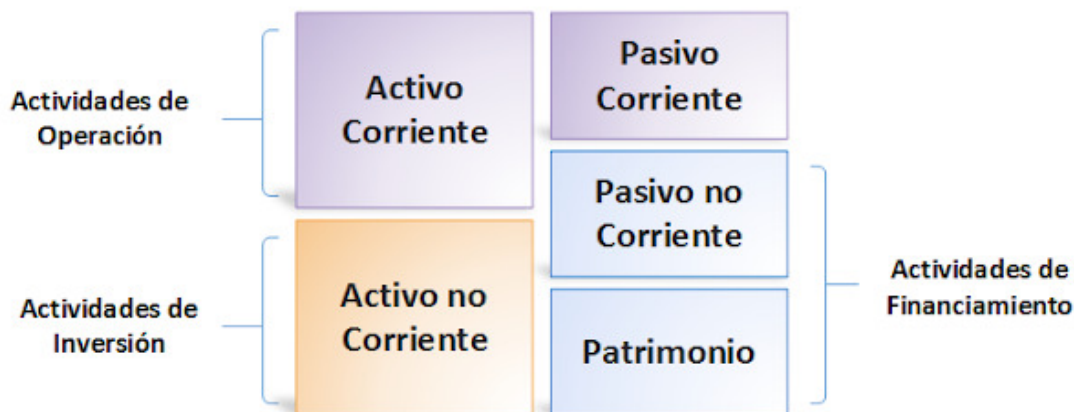 Actividades de
Operación
Activo
Corriente
Pasivo
Corriente
Pasivo no
Corriente
Actividades de
Inversión
Activo no
Corriente
Patrimonio
Actividades de
Financiamiento